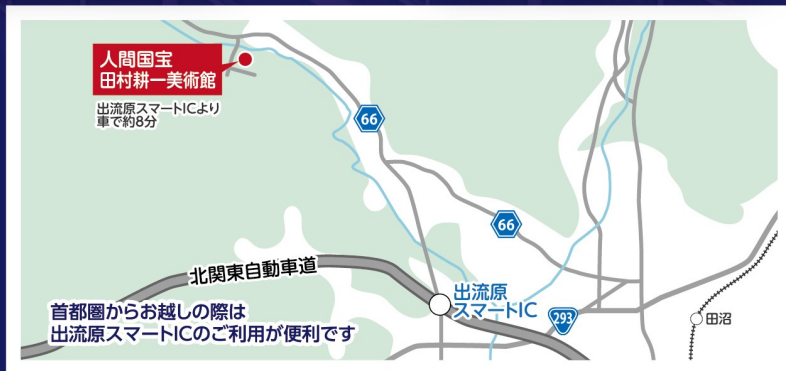 人間国宝
田村耕一美術館
出流原スマートICより
車で約8分
66
66
北関東自動車道
出流原
スマートIC
293
田沼
首都圏からお越しの際は
出流原スマートICのご利用が便利です